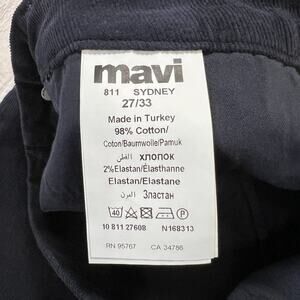 mavi
811 SYDNEY
27/33
Made in Turkey
98% Cotton/
Coton/Baumwolle/Pamuk
القطن ХЛОПОК
2%Elastan/Élasthanne
Elastan/Elastane
Эластан
40
10 811 27608 N168313
RN 95767 CA 34786